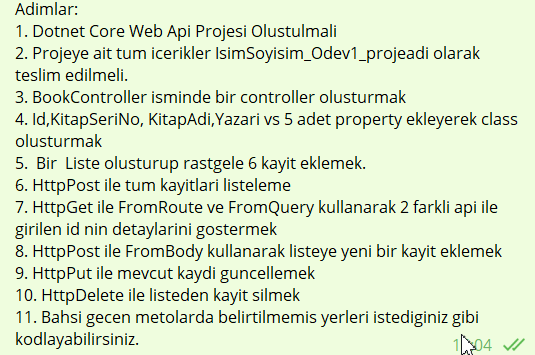 Adimlar:
1. Dotnet Core Web Api Projesi Olustulmali
2. Projeye ait tum icerikler IsimSoyisim_Odev1_projeadi olarak
teslim edilmeli.
3. BookController isminde bir controller olusturmak
4. Id,KitapSeriNo, KitapAdi,Yazari vs 5 adet property ekleyerek class
olusturmak
5.  Bir  Liste olusturup rastgele 6 kayit eklemek.
6. HttpPost ile tum kayitlari listeleme
7. HttpGet ile FromRoute ve FromQuery kullanarak 2 farkli api ile
girilen id nin detaylarini gostermek
8. HttpPost ile FromBody kullanarak listeye yeni bir kayit eklemek
9. HttpPut ile mevcut kaydi guncellemek
10. HttpDelete ile listeden kayit silmek
11. Bahsi gecen metolarda belirtilmemis yerleri istediginiz gibi
kodlayabilirsiniz.